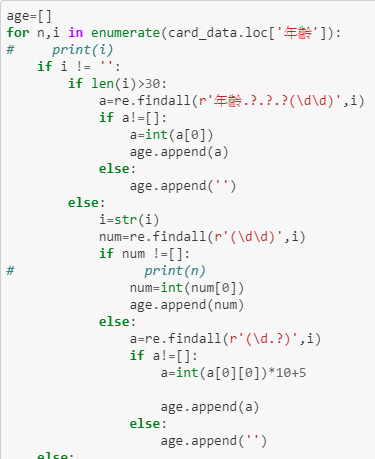 age=[]
for n,i in enumerate(card_data.loc['年齡']):
#     print(i)
    if i != '':
        if len(i)>30:
            a=re.findall(r'年齡.?.?.?(\d\d)',i)
            if a!=[]:
                a=int(a[0])
                age.append(a)
            else:
                age.append('')
        else:
            i=str(i)
            num=re.findall(r'(\d\d)',i)
            if num !=[]:
#                 print(n)
                num=int(num[0])
                age.append(num)
            else:
                a=re.findall(r'(\d.?)',i)
                if a!=[]:
                    a=int(a[0][0])*10+5

                    age.append(a)
                else:
                    age.append('')
    else: